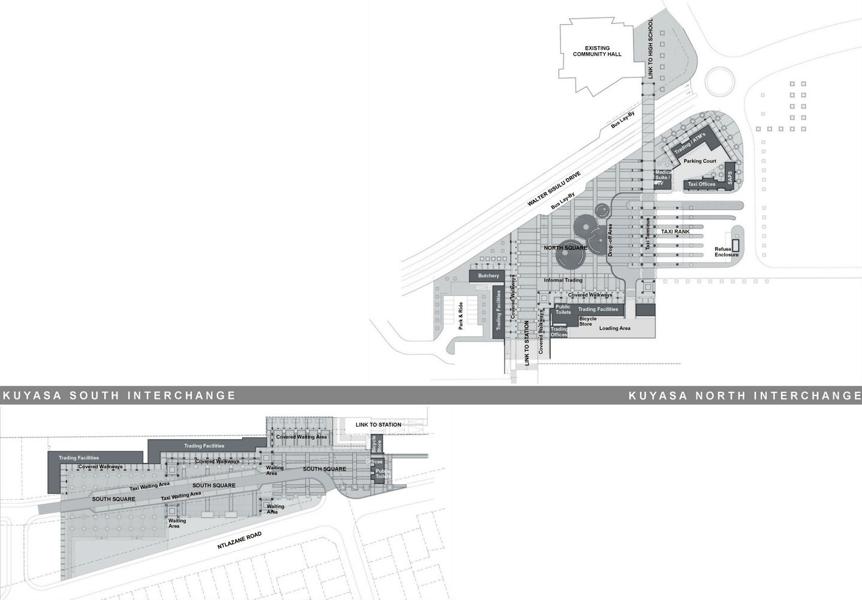 EXISTING
COMMUNITY HALL
LINK TO HIGH SCHOOL
Bus Lay-By
WALTER SISULU DRIVE
Bus Lay-By
Trading / ATM's
Parking Court
Medical
Suite /
SAPS
Taxi Offices
NORTH SQUARE
Drop-off Area
Taxi Terminus
TAXI RANK
Refuse
Enclosure
Butchery
Informal Trading
Covered Walkways
Covered Walkways
Trading Facilities
Park & Ride
Public
Toilets
Trading Facilities
Bicycle
Store
Trading
Offices
Loading Area
LINK TO STATION
Covered Walkways
KUYASA SOUTH INTERCHANGE
KUYASA NORTH INTERCHANGE
LINK TO STATION
Covered Waiting Area
Trading Facilities
Trading Facilities
Covered Walkways
Covered Walkways
Waiting
Area
SOUTH SQUARE
Public
Taxi Waiting Area
SOUTH SQUARE
Taxi Waiting Area
SOUTH SQUARE
Waiting
Area
Waiting
Area
NTLAZANE ROAD